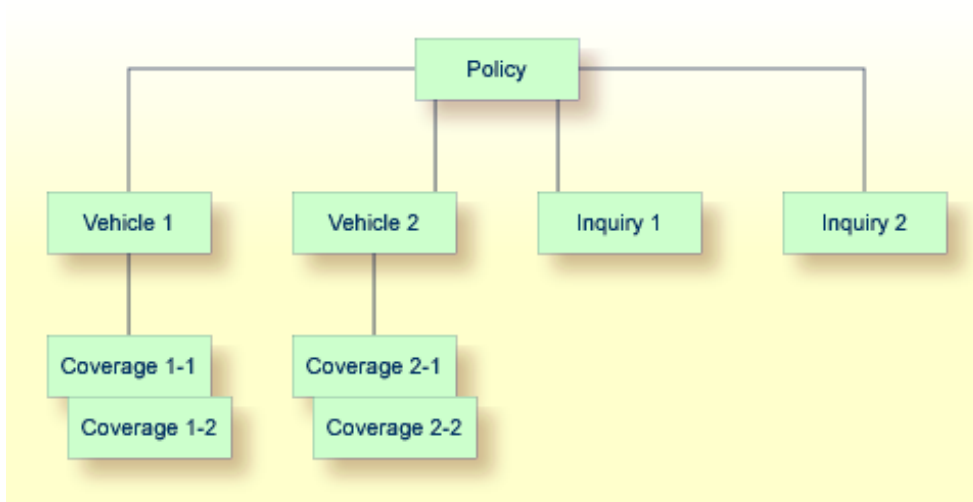 Policy
Vehicle 1
Vehicle 2
Inquiry 1
Inquiry 2
Coverage 1-1
Coverage 2-1
Coverage 1-2
Coverage 2-2